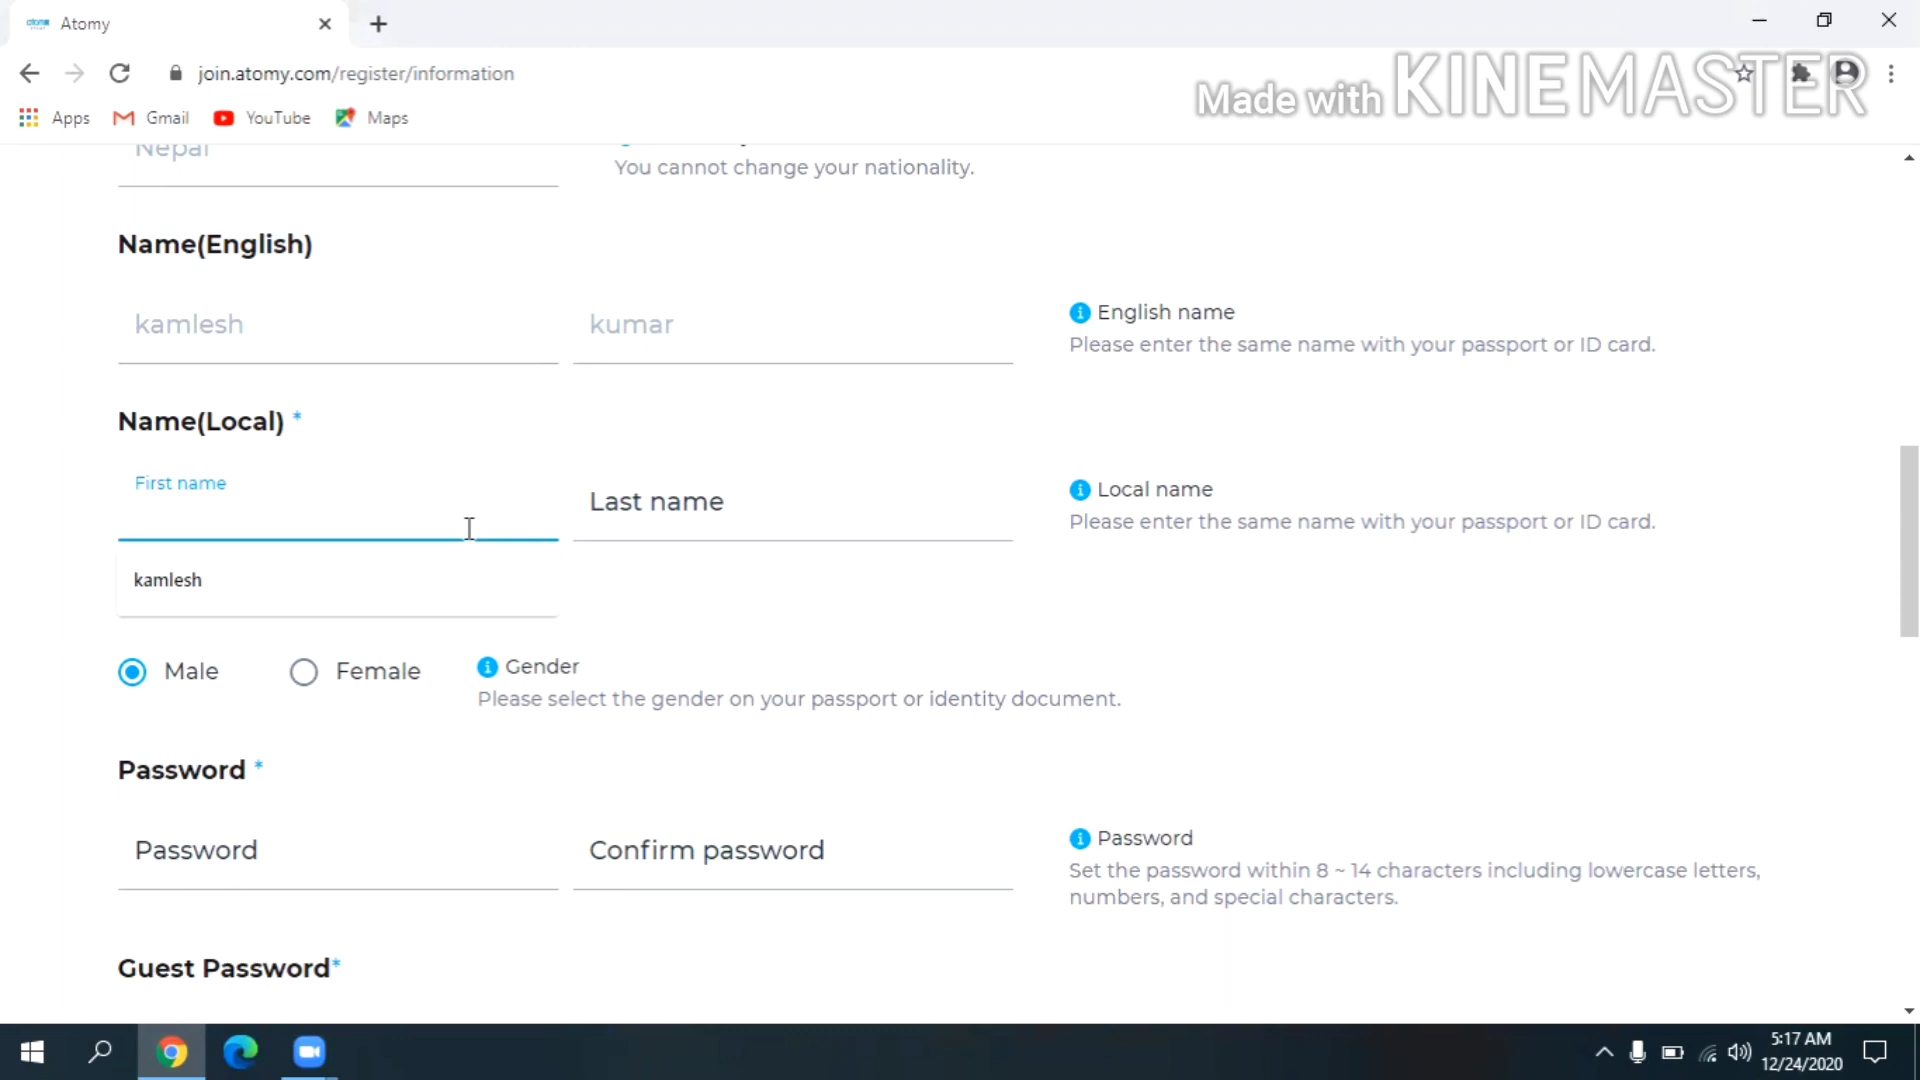 atomy Atomy
join.atomy.com/register/information
Made with KINEMASTER
Apps Gmail YouTube Maps
Nepal
You cannot change your nationality.
Name(English)
kamlesh kumar
English name
Please enter the same name with your passport or ID card.
Name(Local) *
First name
Last name
Local name
Please enter the same name with your passport or ID card.
kamlesh
Male Female
Gender
Please select the gender on your passport or identity document.
Password *
Password Confirm password
Password
Set the password within 8 ~ 14 characters including lowercase letters,
numbers, and special characters.
Guest Password*
5:17 AM
12/24/2020